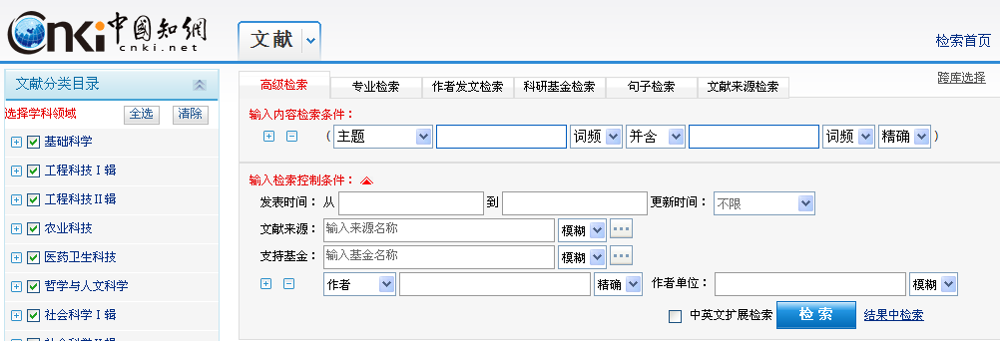 Cnki 中國知網
cnki.net
文献
检索首页
文献分类目录
选择学科领域 全选 清除
基础科学
工程科技Ⅰ辑
工程科技Ⅱ辑
农业科技
医药卫生科技
哲学与人文科学
社会科学Ⅰ辑
社会科学Ⅱ辑
高级检索 专业检索 作者发文检索 科研基金检索 句子检索 文献来源检索 跨库选择
输入内容检索条件：
( 主题 词频 并含 词频 精确 )
输入检索控制条件：
发表时间：从 到 更新时间： 不限
文献来源： 输入来源名称 模糊 ...
支持基金： 输入基金名称 模糊 ...
作者 精确 作者单位： 模糊
中英文扩展检索 检索 结果中检索